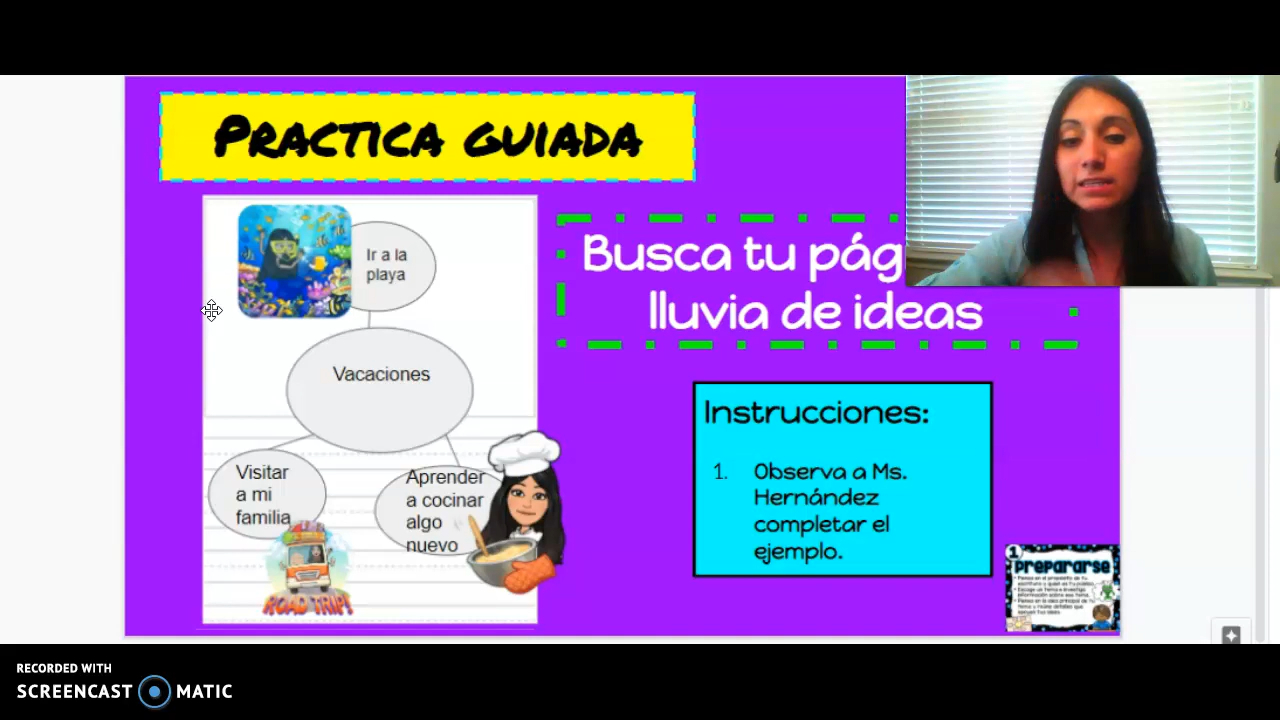 PRACTICA GUIADA
Ir a la
playa
Busca tu pág
lluvia de ideas
Vacaciones
Instrucciones:
Visitar
a mi
familia
Aprender
a cocinar
algo
nuevo
1. Observa a Ms.
Hernández
completar el
ejemplo.
ROAD TRIP!
1
Prepararse
RECORDED WITH
SCREENCAST MATIC